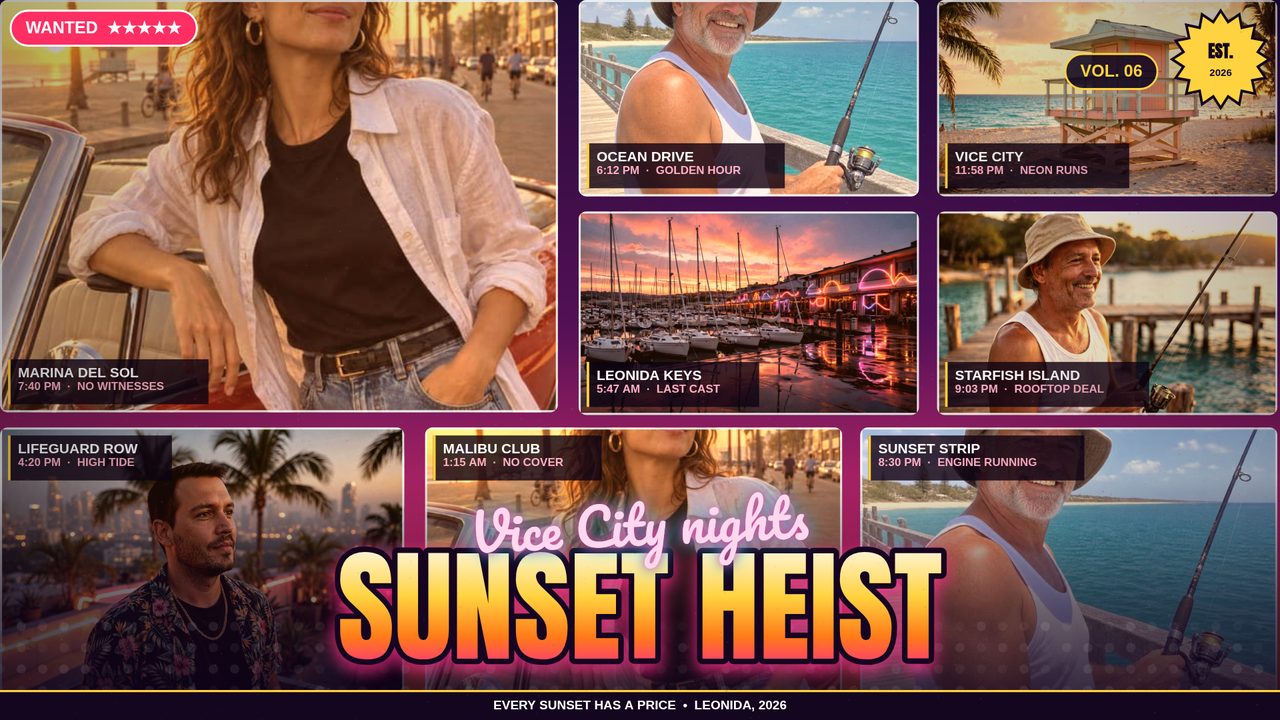 WANTED ★★★★★
EST.
2026
VOL. 06
OCEAN DRIVE
6:12 PM · GOLDEN HOUR
VICE CITY
11:58 PM · NEON RUNS
MARINA DEL SOL
7:40 PM · NO WITNESSES
LEONIDA KEYS
5:47 AM · LAST CAST
STARFISH ISLAND
9:03 PM · ROOFTOP DEAL
LIFEGUARD ROW
4:20 PM · HIGH TIDE
MALIBU CLUB
1:15 AM · NO COVER
SUNSET STRIP
8:30 PM · ENGINE RUNNING
Vice City nights
SUNSET HEIST
EVERY SUNSET HAS A PRICE • LEONIDA, 2026